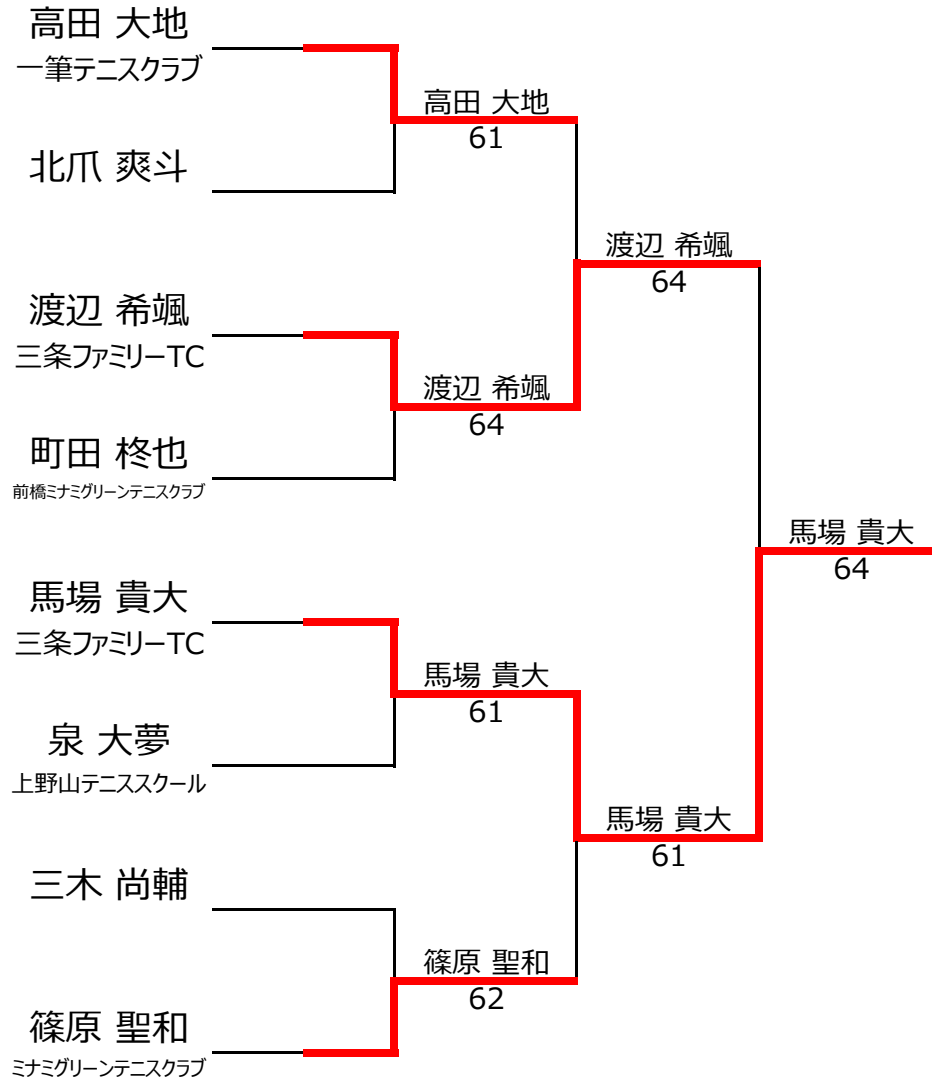 高田 大地
一筆テニスクラブ
高田 大地
61
北爪 爽斗
渡辺 希颯
64
渡辺 希颯
三条ファミリーTC
渡辺 希颯
64
町田 柊也
前橋ミナミグリーンテニスクラブ
馬場 貴大
64
馬場 貴大
三条ファミリーTC
馬場 貴大
61
泉 大夢
上野山テニススクール
馬場 貴大
61
三木 尚輔
篠原 聖和
62
篠原 聖和
ミナミグリーンテニスクラブ